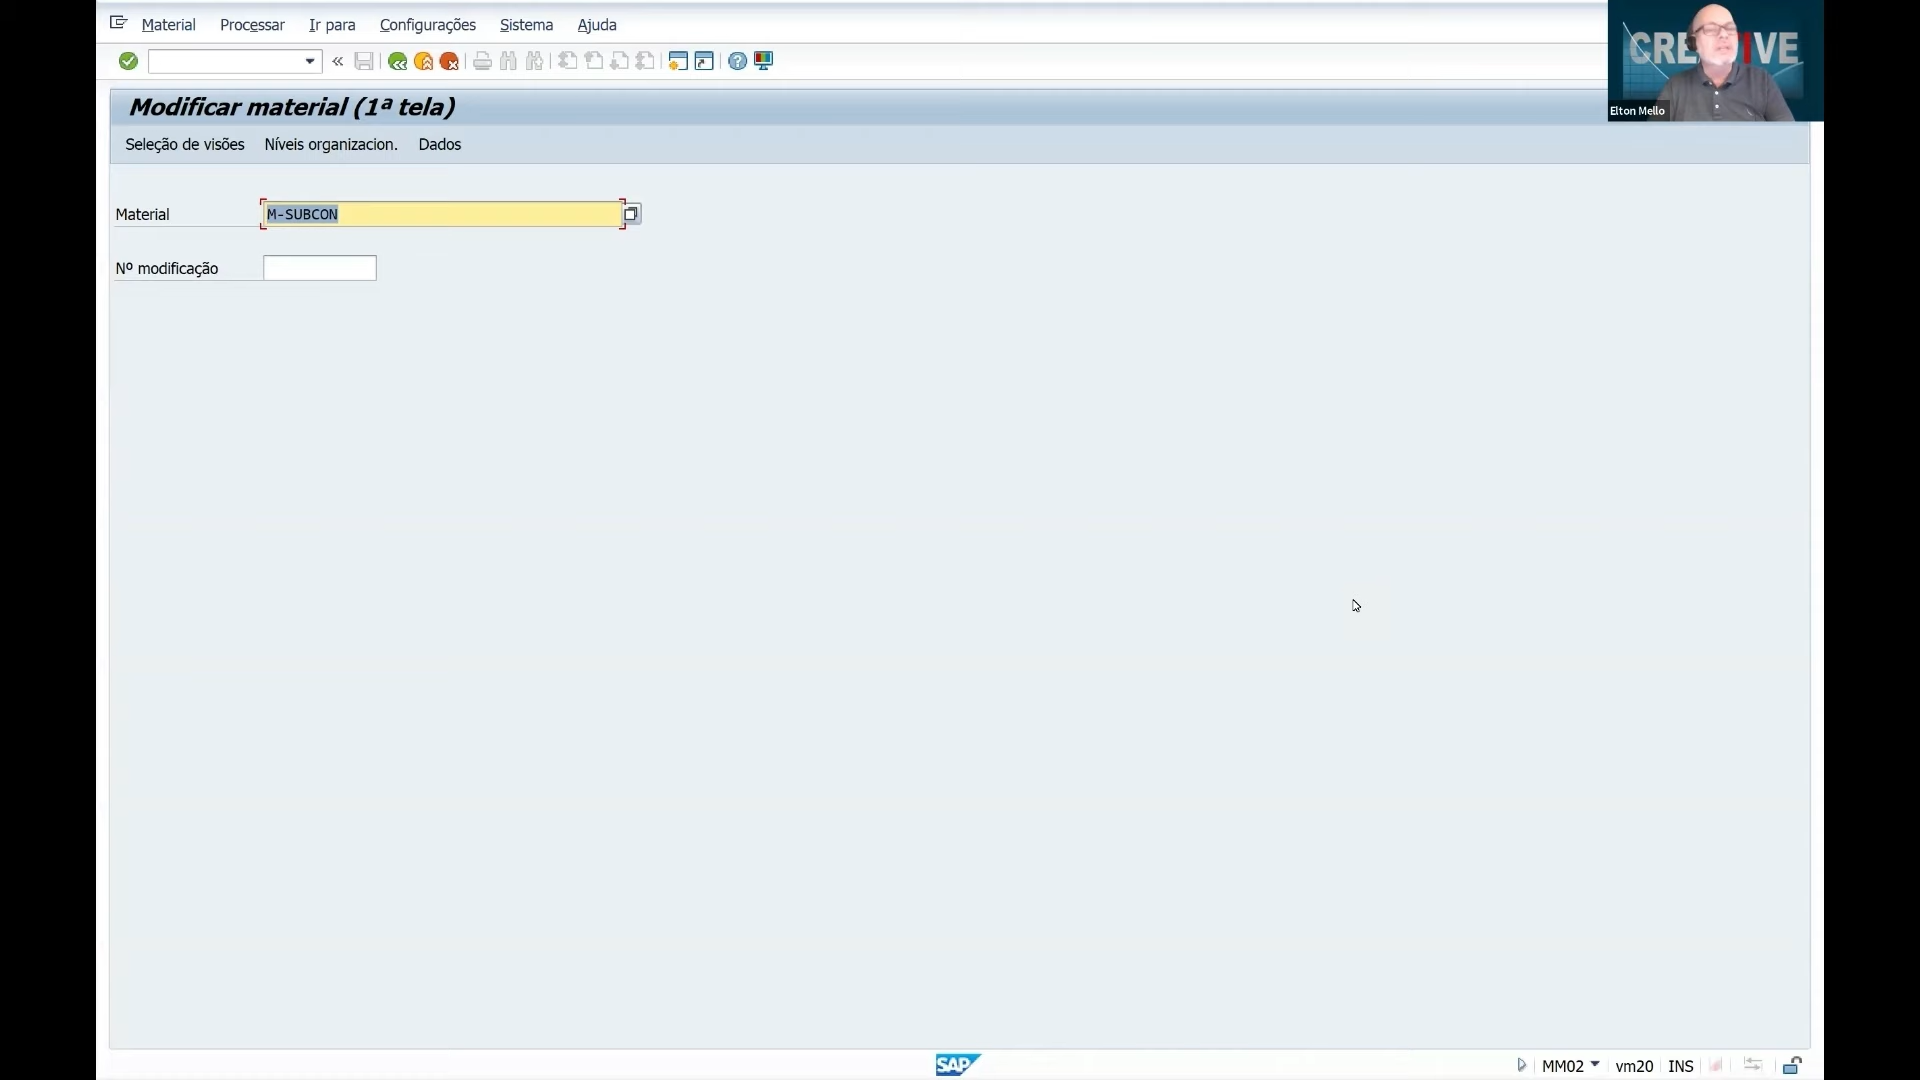 Material Processar Ir para Configurações Sistema Ajuda
Modificar material (1ª tela)
Seleção de visões Níveis organizacion. Dados
Material M-SUBCON
Nº modificação
Elton Mello
SAP
MM02 vm20 INS